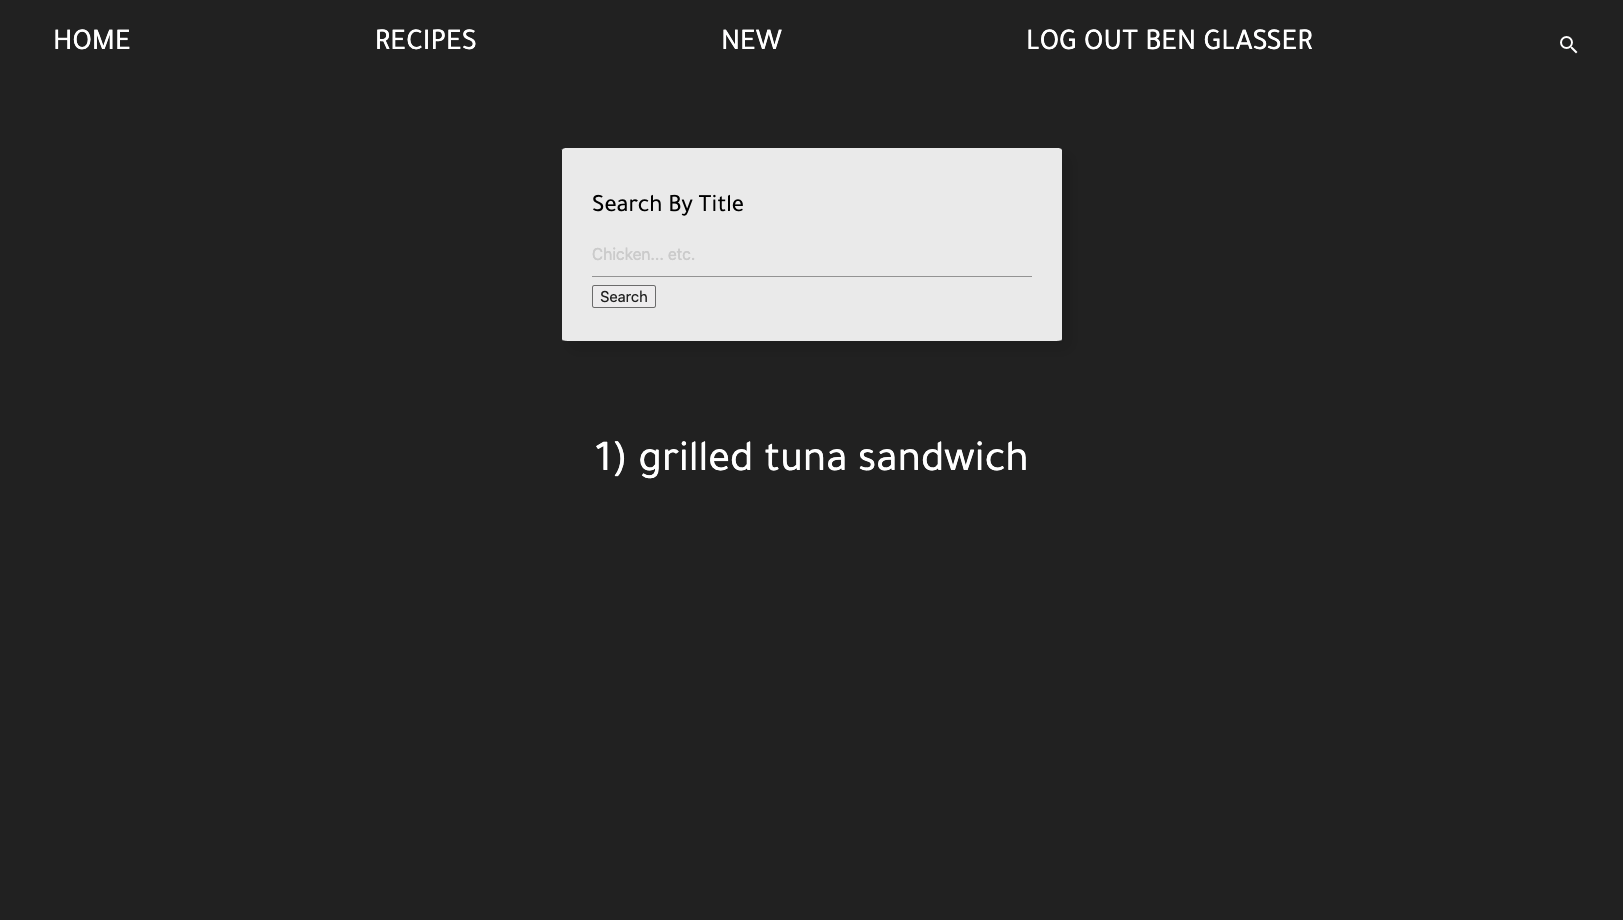 HOME RECIPES NEW LOG OUT BEN GLASSER
Search By Title
Chicken... etc.
Search
1) grilled tuna sandwich